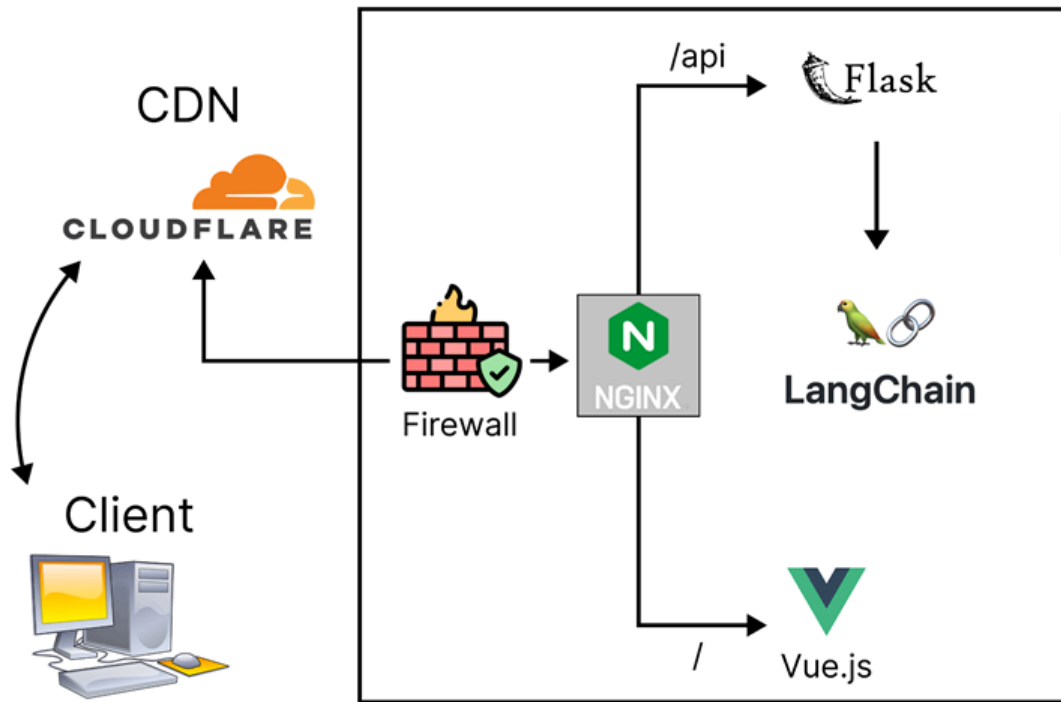 CDN
CLOUDFLARE
Client
Firewall
NGINX
/api
Flask
LangChain
/
Vue.js